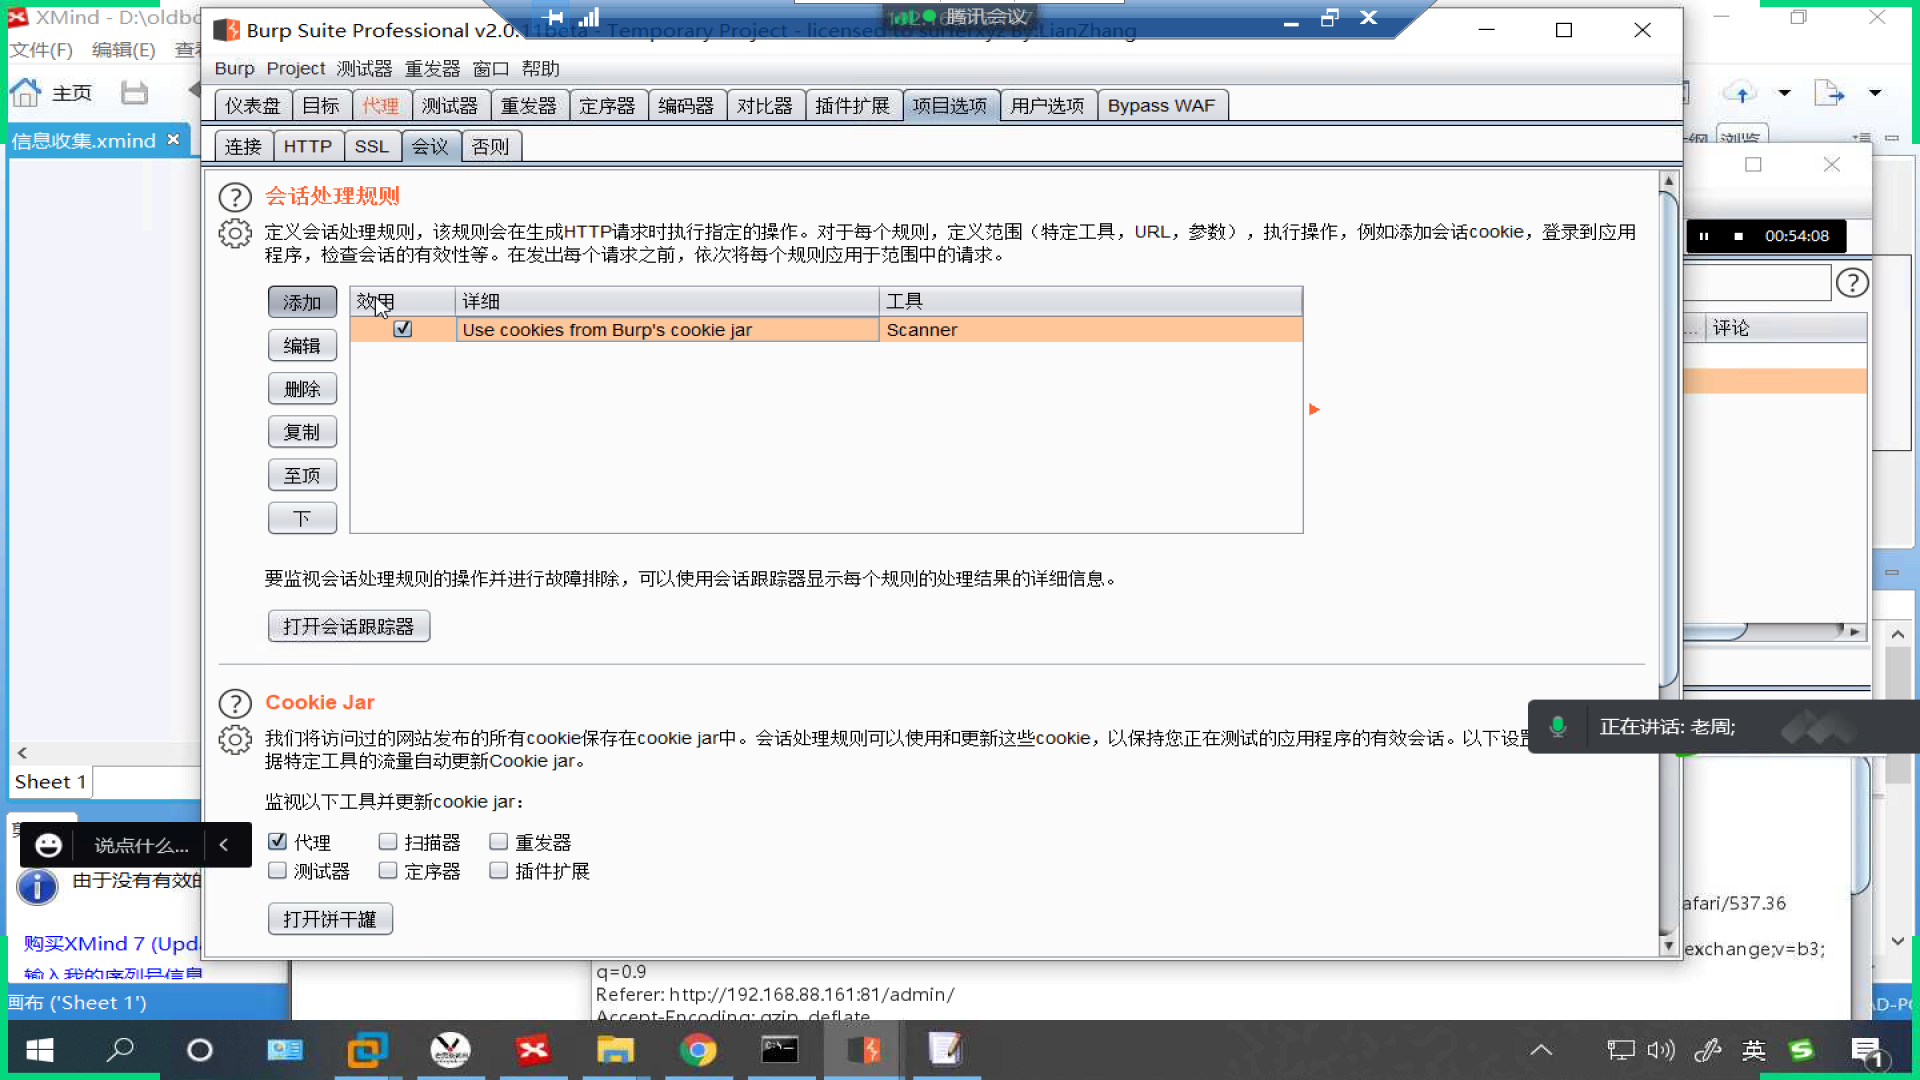 XMind - D:\oldbo
Burp Suite Professional v2.0.11beta - Temporary Project - licensed to surferxyz By:LianZhang
腾讯会议
文件(F) 编辑(E) 查看
Burp Project 测试器 重发器 窗口 帮助
主页
仪表盘 目标 代理 测试器 重发器 定序器 编码器 对比器 插件扩展 项目选项 用户选项 Bypass WAF
信息收集.xmind
连接 HTTP SSL 会议 否则
浏览
会话处理规则
定义会话处理规则，该规则会在生成HTTP请求时执行指定的操作。对于每个规则，定义范围（特定工具，URL，参数），执行操作，例如添加会话cookie，登录到应用
程序，检查会话的有效性等。在发出每个请求之前，依次将每个规则应用于范围中的请求。
00:54:08
添加 效用 详细 工具
Use cookies from Burp's cookie jar Scanner
... 评论
编辑
删除
复制
至顶
下
要监视会话处理规则的操作并进行故障排除，可以使用会话跟踪器显示每个规则的处理结果的详细信息。
打开会话跟踪器
Cookie Jar
我们将访问过的网站发布的所有cookie保存在cookie jar中。会话处理规则可以使用和更新这些cookie，以保持您正在测试的应用程序的有效会话。以下设置
据特定工具的流量自动更新Cookie jar。
正在讲话: 老周;
Sheet 1
监视以下工具并更新cookie jar：
代理 扫描器 重发器
测试器 定序器 插件扩展
说点什么...
由于没有有效的
打开饼干罐
afari/537.36
购买XMind 7 (Upda
exchange;v=b3;
输入我的序列号信息
q=0.9
Referer: http://192.168.88.161:81/admin/
画布 ('Sheet 1')
AD-PC
Accept-Encoding: gzip, deflate
英
1